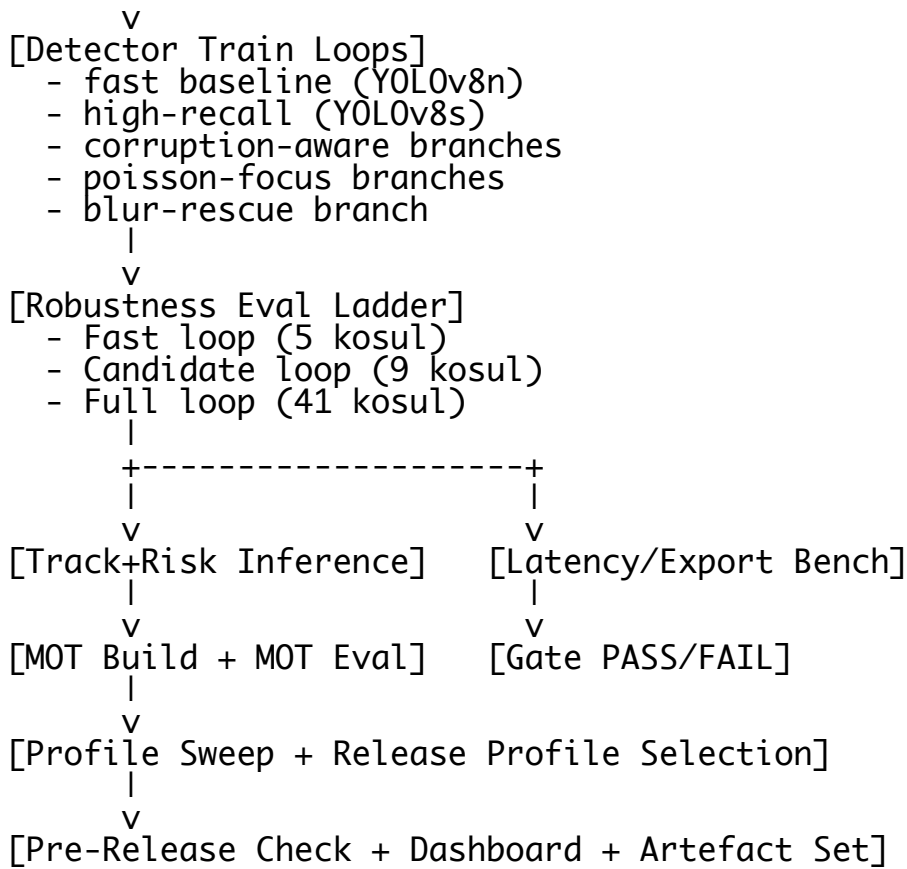 v
[Detector Train Loops]
  - fast baseline (YOLOv8n)
  - high-recall (YOLOv8s)
  - corruption-aware branches
  - poisson-focus branches
  - blur-rescue branch
      |
      v
[Robustness Eval Ladder]
  - Fast loop (5 kosul)
  - Candidate loop (9 kosul)
  - Full loop (41 kosul)
      |
      +---------------------+
      |                     |
      v                     v
[Track+Risk Inference]   [Latency/Export Bench]
      |                     |
      v                     v
[MOT Build + MOT Eval]   [Gate PASS/FAIL]
      |
      v
[Profile Sweep + Release Profile Selection]
      |
      v
[Pre-Release Check + Dashboard + Artefact Set]